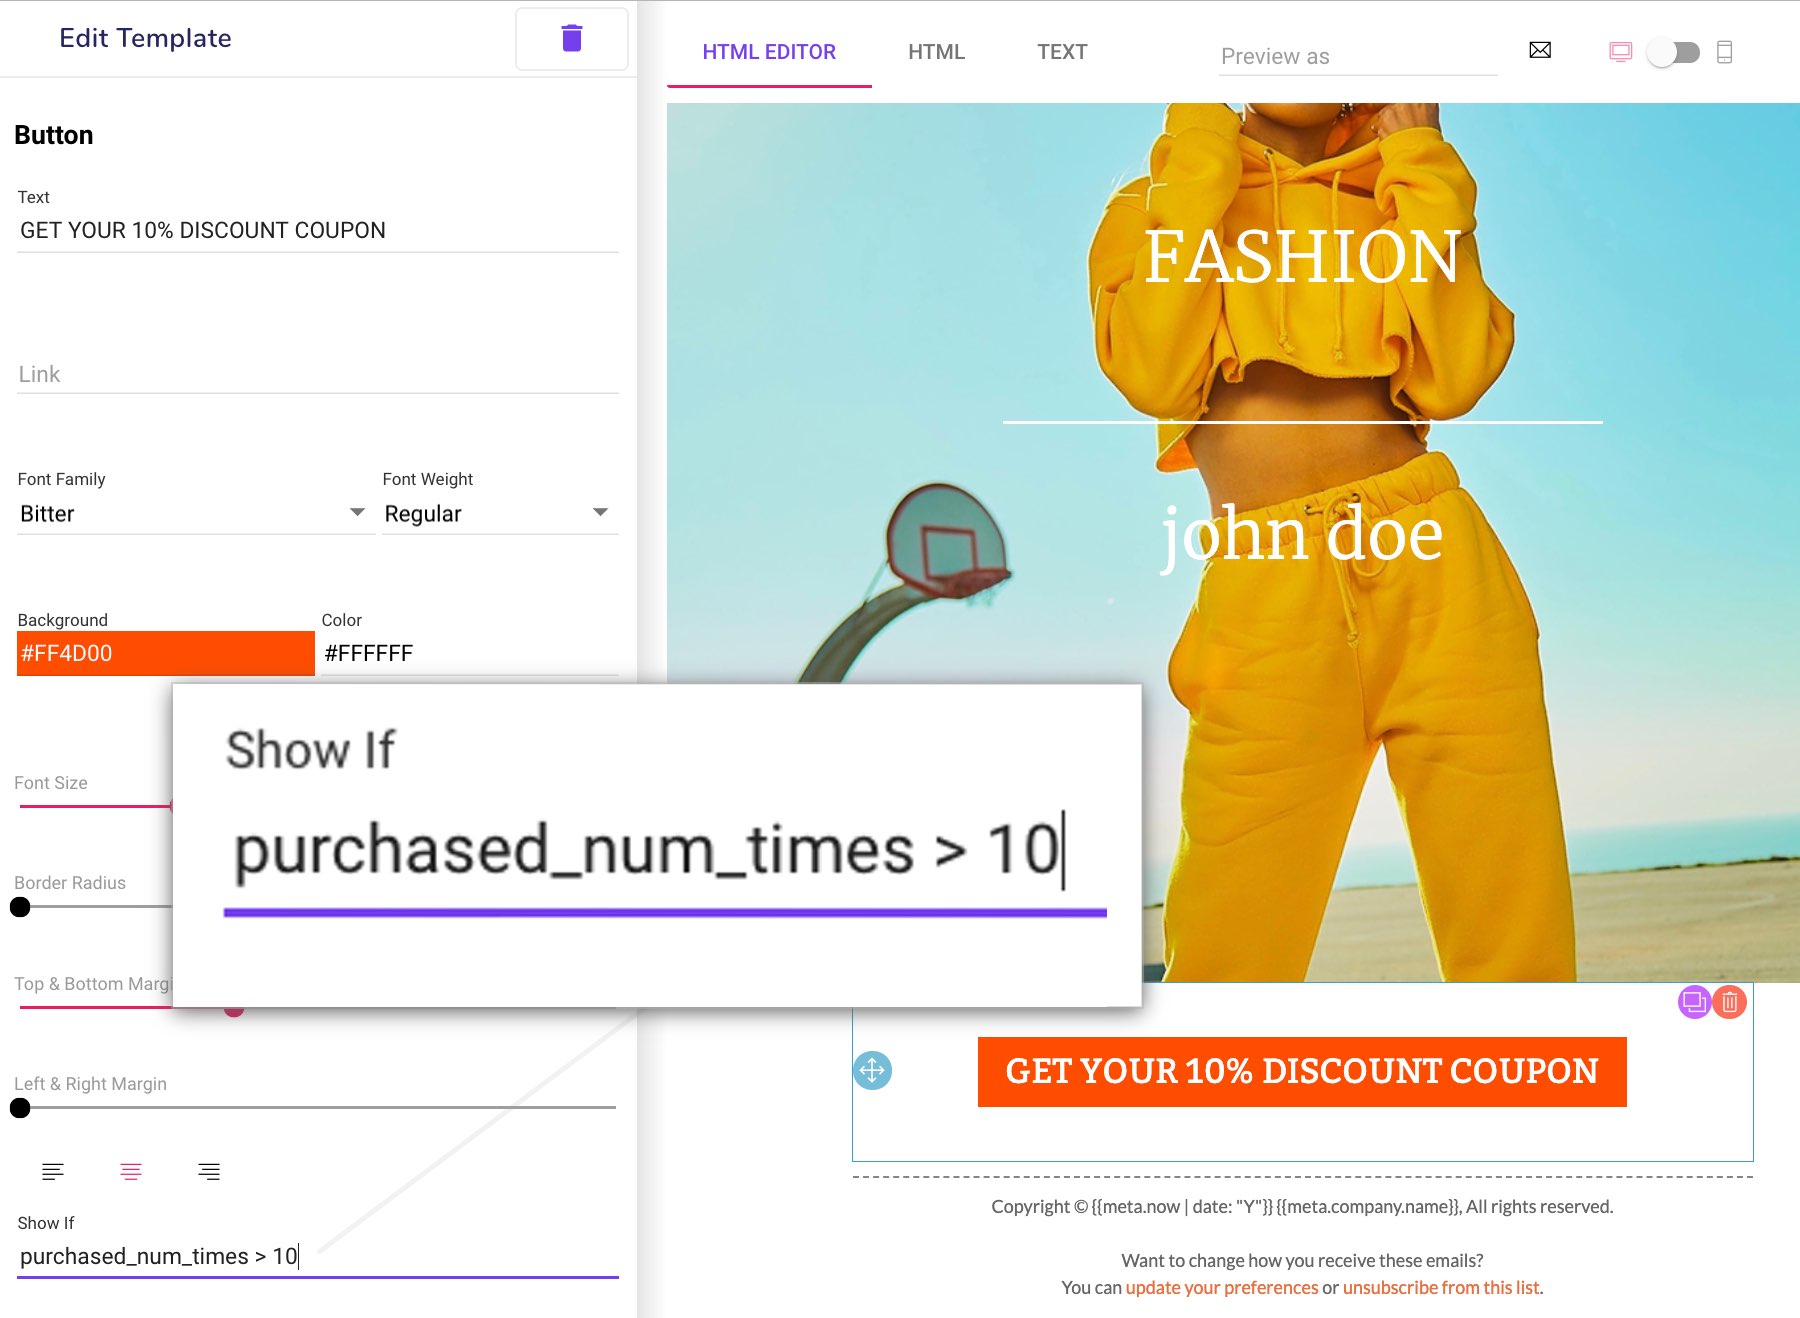 Edit Template
Button
Text
GET YOUR 10% DISCOUNT COUPON
Link
Font Family
Font Weight
Bitter
Regular
Background
Color
#FF4D00
#FFFFFF
Font Size
Border Radius
Top & Bottom Margi
Left & Right Margin
Show If
purchased_num_times > 10
Show If
purchased_num_times > 10
HTML EDITOR
HTML
TEXT
Preview as
FASHION
john doe
GET YOUR 10% DISCOUNT COUPON
Copyright © {{meta.now | date: "Y"}} {{meta.company.name}}, All rights reserved.
Want to change how you receive these emails?
You can update your preferences or unsubscribe from this list.